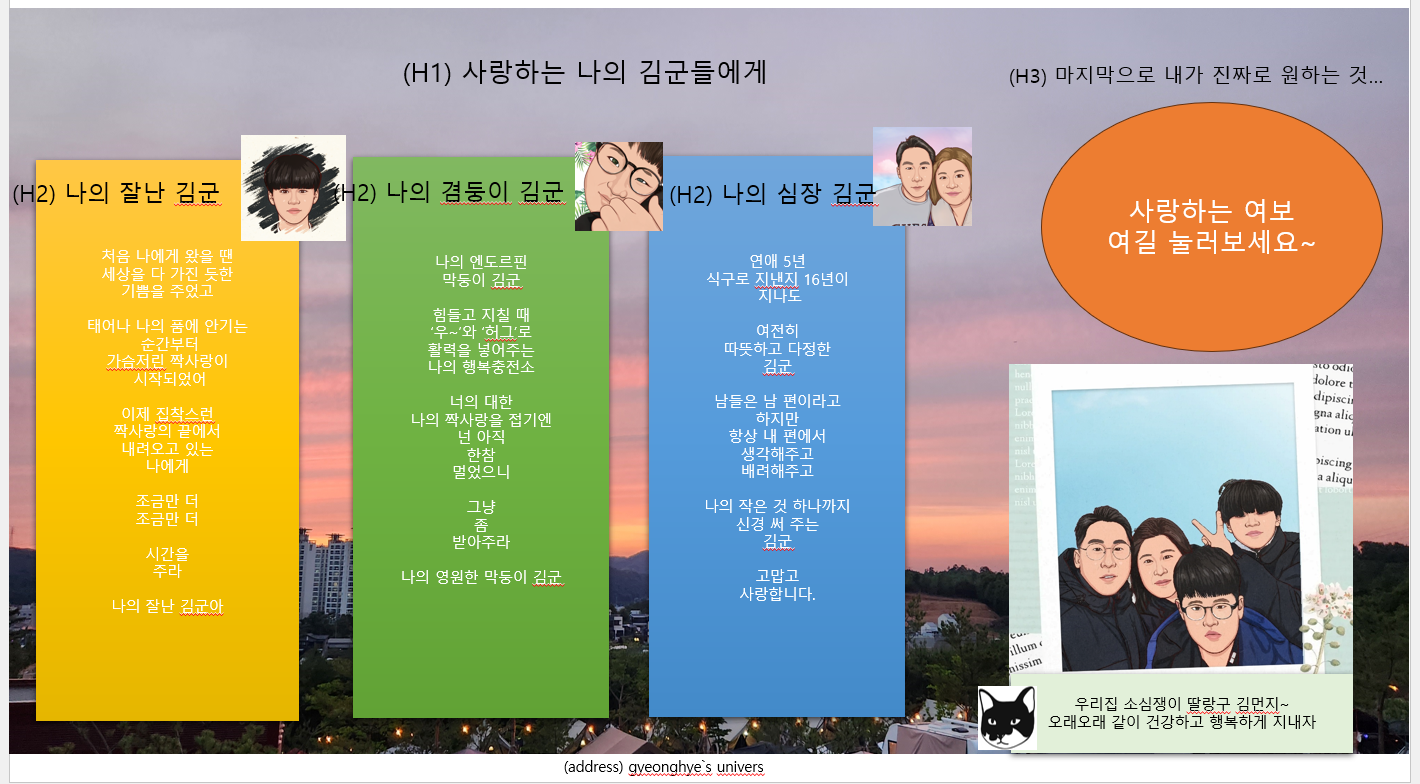 (H1) 사랑하는 나의 김군들에게
(H2) 나의 잘난 김군
처음 나에게 왔을 땐
세상을 다 가진 듯한
기쁨을 주었고
태어나 나의 품에 안기는
순간부터
가슴저린 짝사랑이
시작되었어
이제 집착스런
짝사랑의 끝에서
내려오고 있는
나에게
조금만 더
조금만 더
시간을
주라
나의 잘난 김군아
(H2) 나의 겸둥이 김군
나의 엔도르핀
막둥이 김군
힘들고 지칠 때
‘우~’와 ‘허그’로
활력을 넣어주는
나의 행복충전소
너의 대한
나의 짝사랑을 접기엔
넌 아직
한참
멀었으니
그냥
좀
받아주라
나의 영원한 막둥이 김군
(H2) 나의 심장 김군
연애 5년
식구로 지낸지 16년이
지나도
여전히
따뜻하고 다정한
김군
남들은 남 편이라고
하지만
항상 내 편에서
생각해주고
배려해주고
나의 작은 것 하나까지
신경 써 주는
김군
고맙고
사랑합니다.
(H3) 마지막으로 내가 진짜로 원하는 것...
사랑하는 여보
여길 눌러보세요~
우리집 소심쟁이 딸랑구 김먼지~
오래오래 같이 건강하고 행복하게 지내자
(address) gyeonghye`s univers